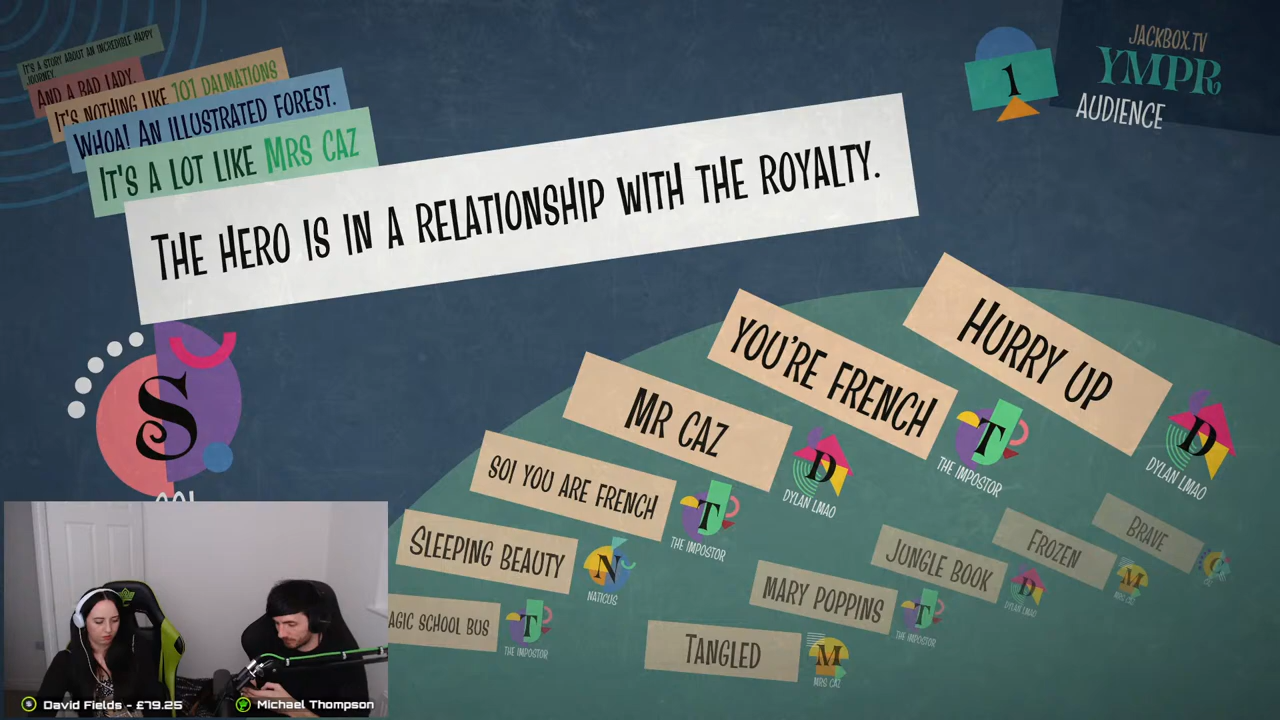 IT'S A STORY ABOUT AN INCREDIBLE HAPPY
JOURNEY.
AND A BAD LADY.
IT'S NOTHING LIKE 101 DALMATIONS
WHOA! AN ILLUSTRATED FOREST.
IT'S A LOT LIKE MRS CAZ
THE HERO IS IN A RELATIONSHIP WITH THE ROYALTY.
1
JACKBOX.TV
YMPR
AUDIENCE
S
HURRY UP
D
DYLAN LMAO
YOU'RE FRENCH
T
THE IMPOSTOR
MR CAZ
D
DYLAN LMAO
SOI YOU ARE FRENCH
T
THE IMPOSTOR
SLEEPING BEAUTY
N
NATICUS
AGIC SCHOOL BUS
T
THE IMPOSTOR
TANGLED
M
MRS CAZ
MARY POPPINS
T
THE IMPOSTOR
JUNGLE BOOK
D
DYLAN LMAO
FROZEN
M
MRS CAZ
BRAVE
David Fields - £79.25
Michael Thompson